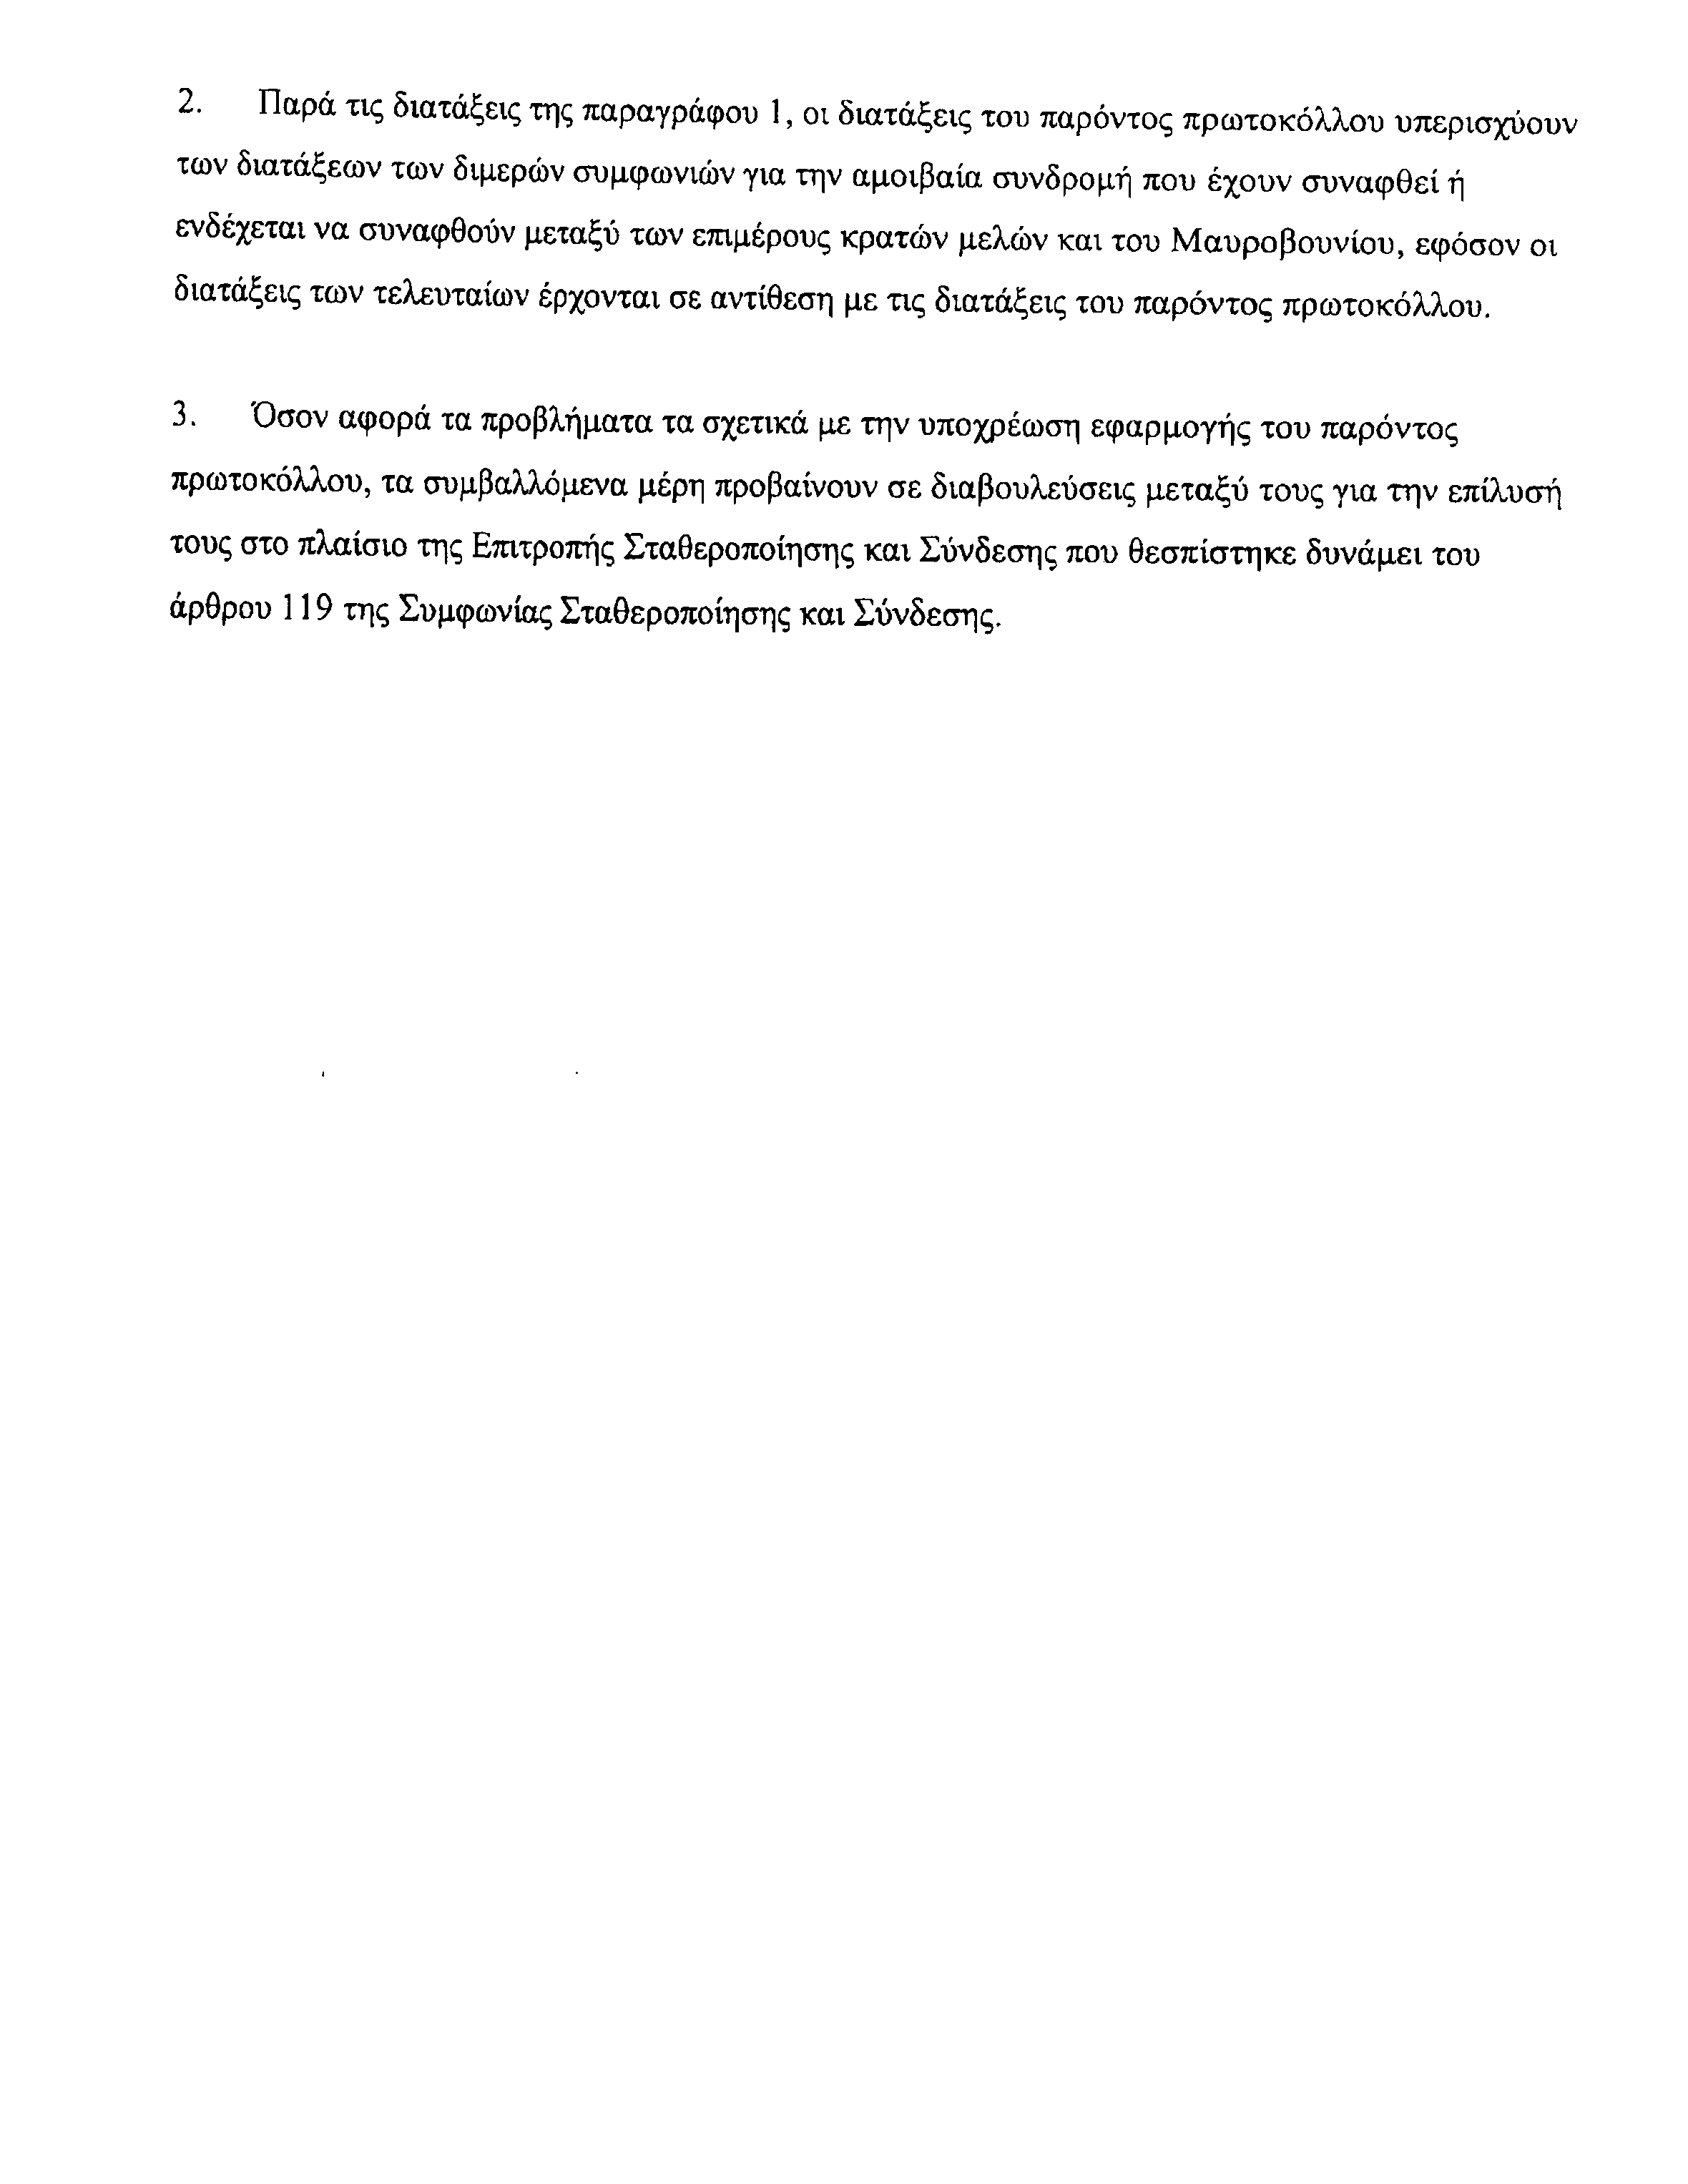 2. Παρά τις διατάξεις της παραγράφου 1, οι διατάξεις του παρόντος πρωτοκόλλου υπερισχύουν
των διατάξεων των διμερών συμφωνιών για την αμοιβαία συνδρομή που έχουν συναφθεί ή
ενδέχεται να συναφθούν μεταξύ των επιμέρους κρατών μελών και του Μαυροβουνίου, εφόσον οι
διατάξεις των τελευταίων έρχονται σε αντίθεση με τις διατάξεις του παρόντος πρωτοκόλλου.
3. Όσον αφορά τα προβλήματα τα σχετικά με την υποχρέωση εφαρμογής του παρόντος
πρωτοκόλλου, τα συμβαλλόμενα μέρη προβαίνουν σε διαβουλεύσεις μεταξύ τους για την επίλυσή
τους στο πλαίσιο της Επιτροπής Σταθεροποίησης και Σύνδεσης που θεσπίστηκε δυνάμει του
άρθρου 119 της Συμφωνίας Σταθεροποίησης και Σύνδεσης.